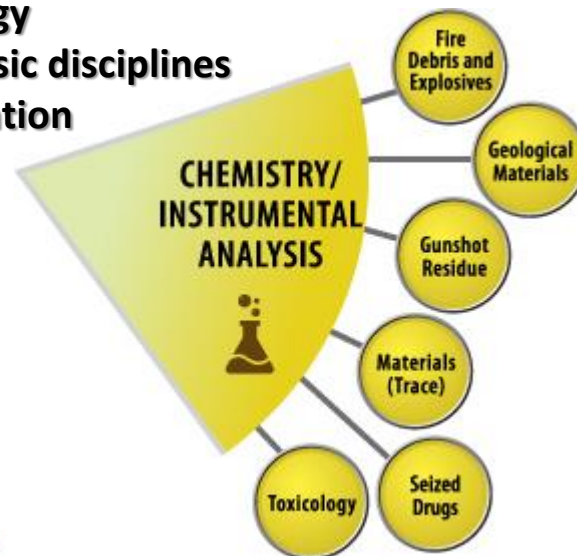 gy
sic disciplines
tion
CHEMISTRY/
INSTRUMENTAL
ANALYSIS
Fire
Debris and
Explosives
Geological
Materials
Gunshot
Residue
Materials
(Trace)
Seized
Drugs
Toxicology